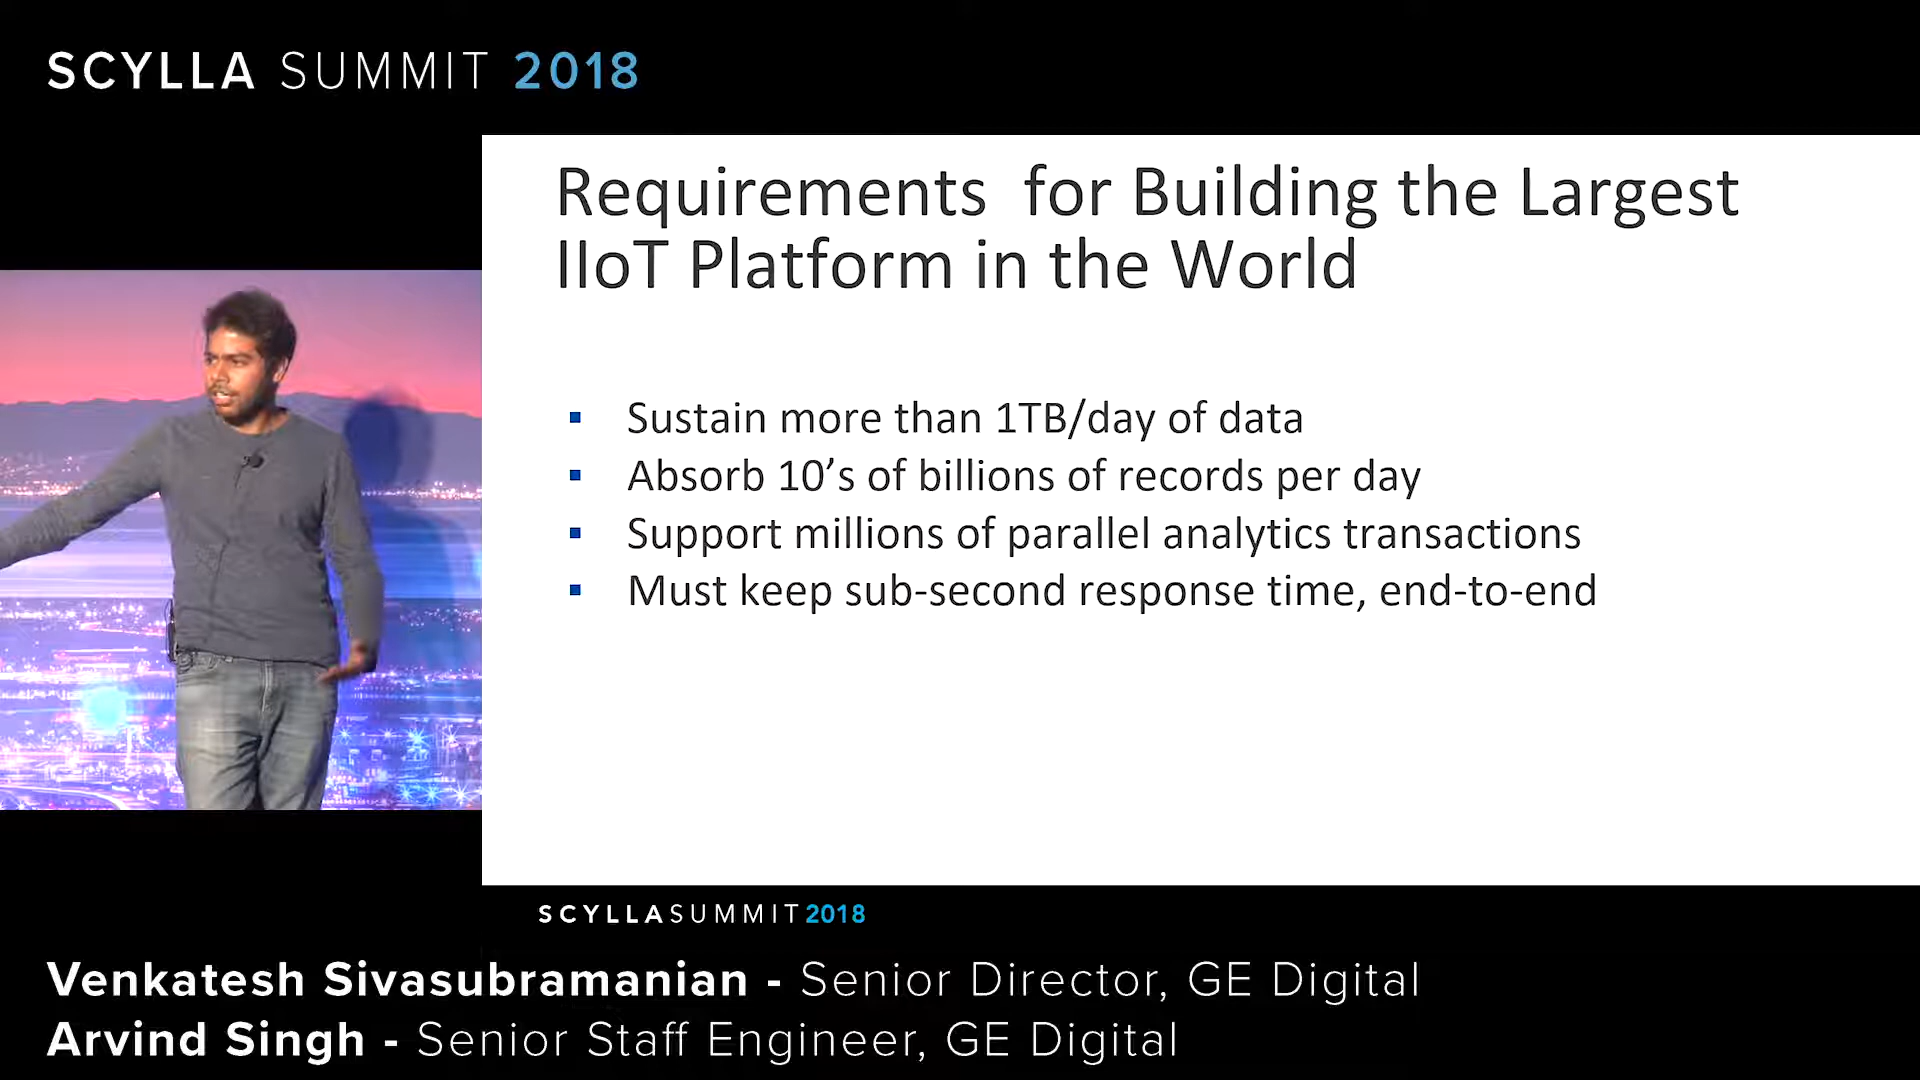 SCYLLA SUMMIT 2018
Requirements for Building the Largest
IIoT Platform in the World
▪ Sustain more than 1TB/day of data
▪ Absorb 10’s of billions of records per day
▪ Support millions of parallel analytics transactions
▪ Must keep sub-second response time, end-to-end
SCYLLASUMMIT2018
Venkatesh Sivasubramanian - Senior Director, GE Digital
Arvind Singh - Senior Staff Engineer, GE Digital